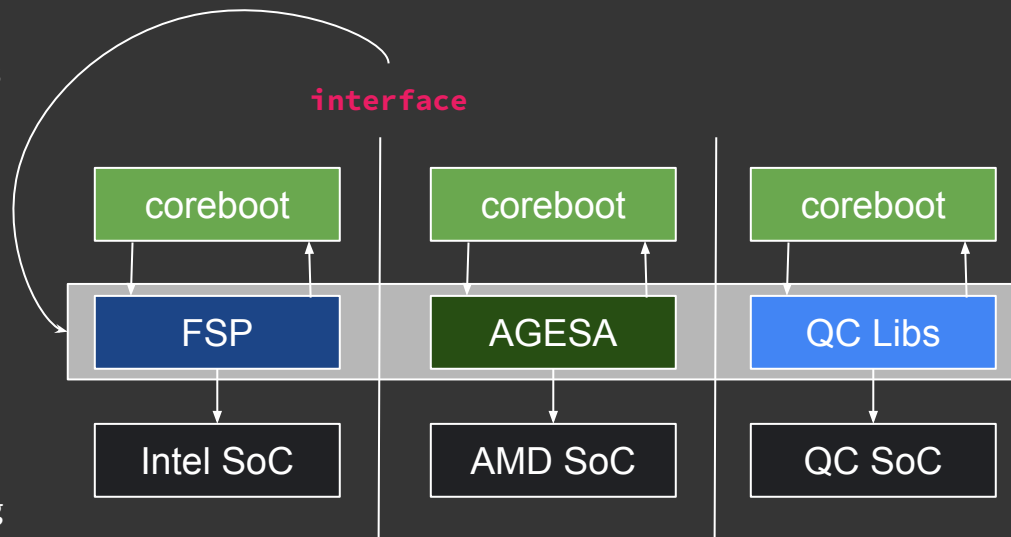 interface
coreboot
coreboot
coreboot
FSP
AGESA
QC Libs
Intel SoC
AMD SoC
QC SoC
g